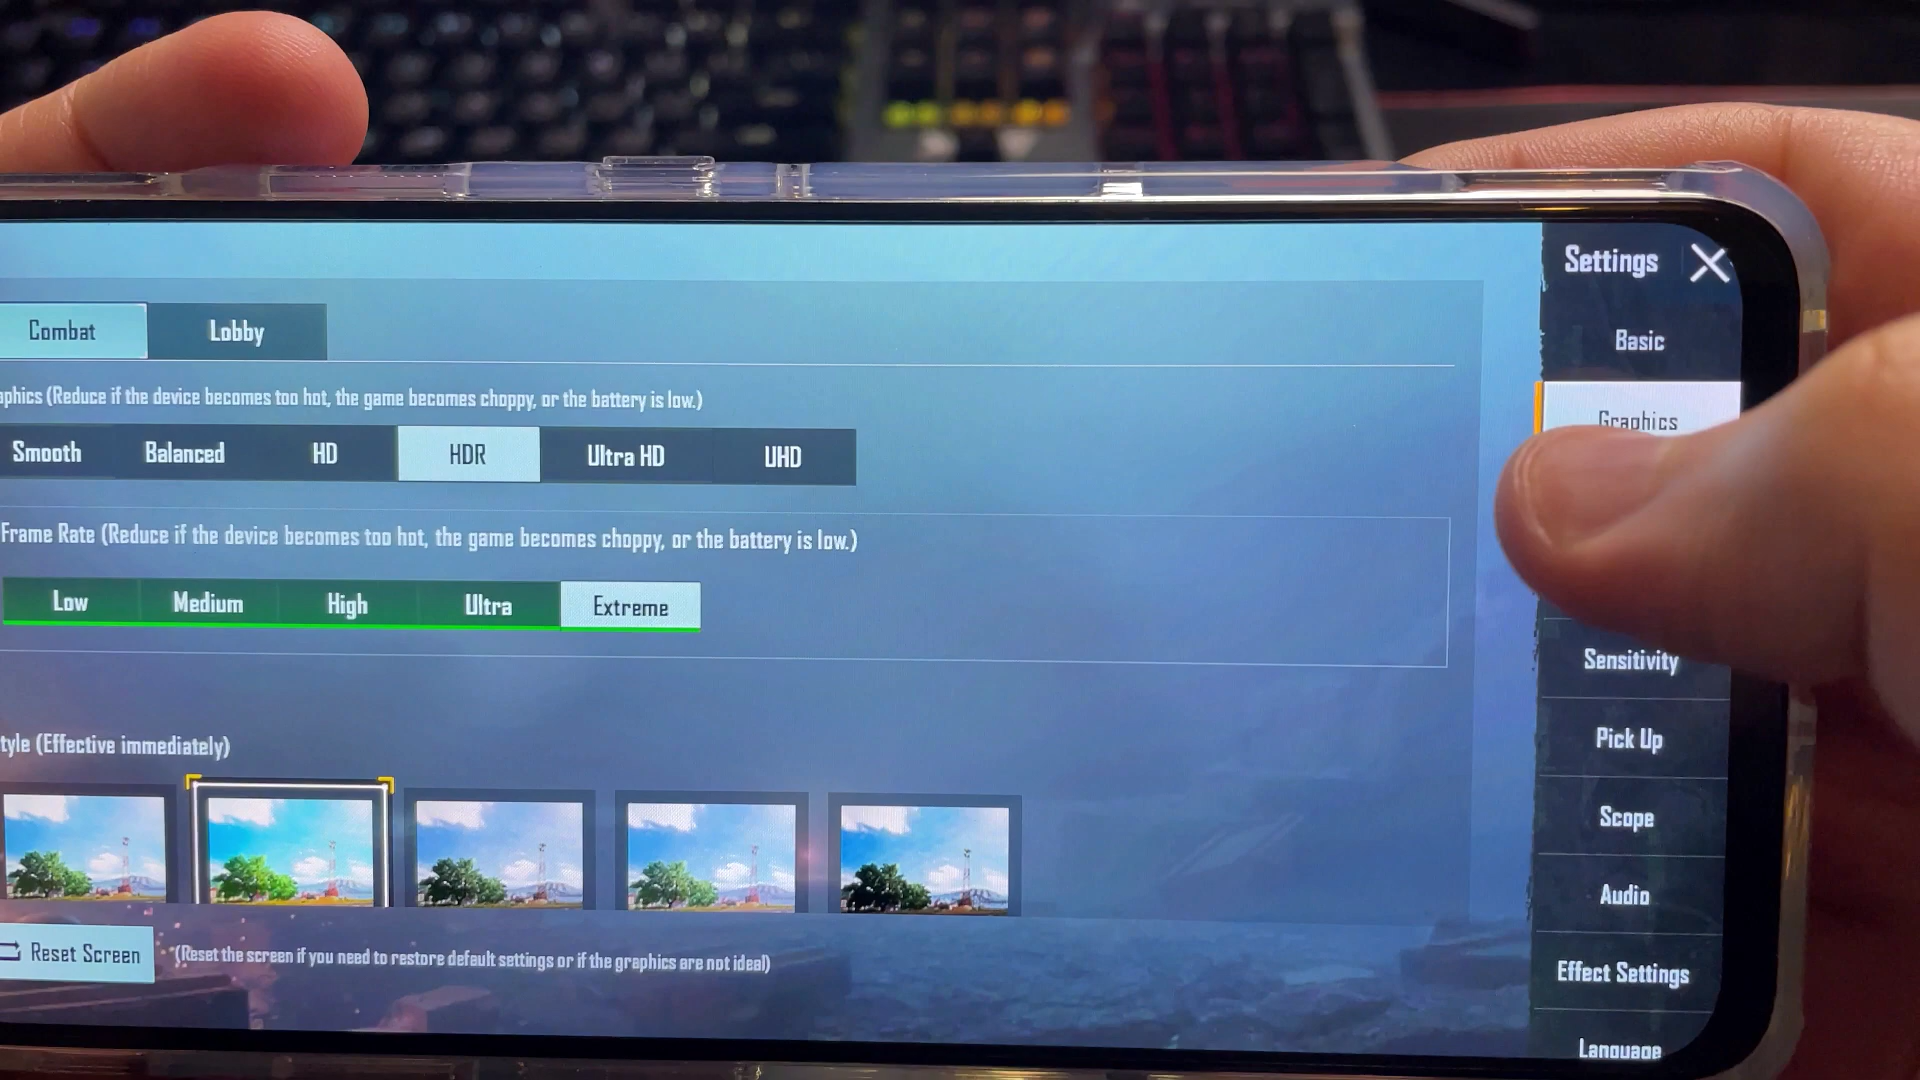 Settings
Combat
Lobby
Basic
aphics (Reduce if the device becomes too hot, the game becomes choppy, or the battery is low.)
Graphics
Smooth
Balanced
HD
HDR
Ultra HD
UHD
Frame Rate (Reduce if the device becomes too hot, the game becomes choppy, or the battery is low.)
Low
Medium
High
Ultra
Extreme
Sensitivity
tyle (Effective immediately)
Pick Up
Scope
Audio
Reset Screen
*(Reset the screen if you need to restore default settings or if the graphics are not ideal)
Effect Settings
Language